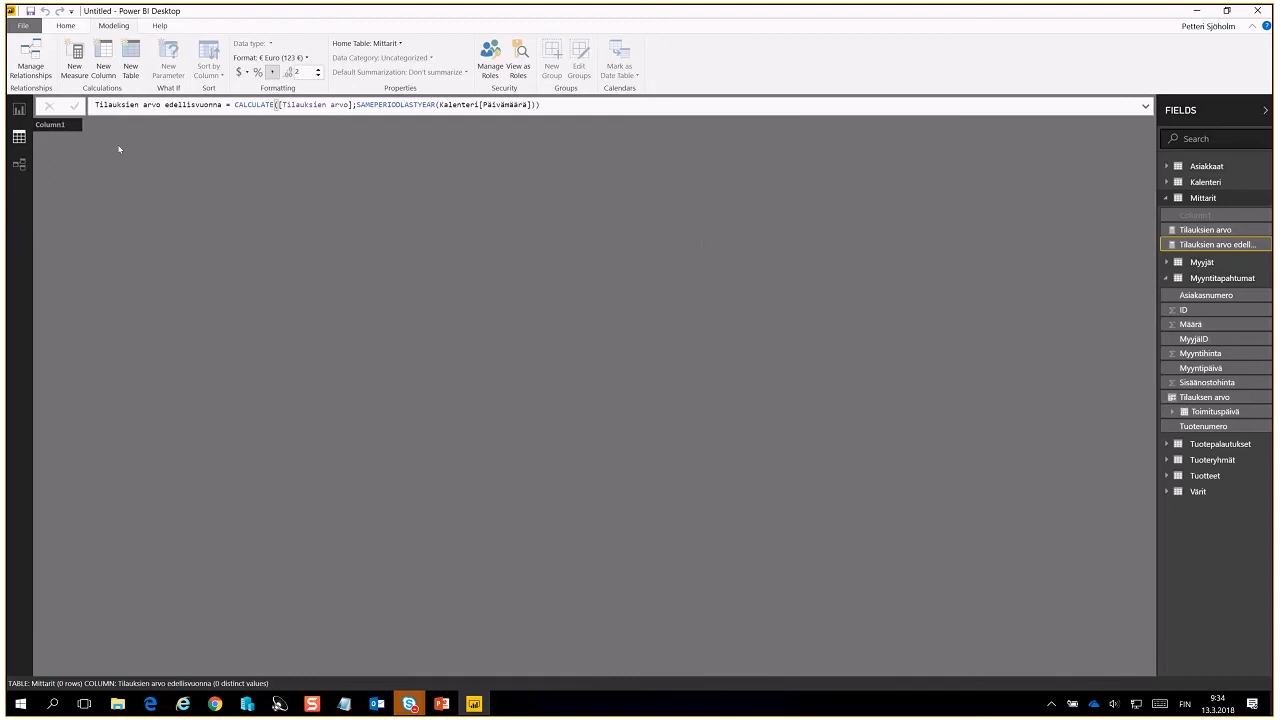 Untitled - Power BI Desktop
File Home Modeling Help
Petteri Sjöholm
Manage Relationships
New Measure
New Column
New Table
New Parameter
Sort by Column
Data type:
Format: € Euro (123 €)
$ % , .00 2
Home Table: Mittarit
Data Category: Uncategorized
Default Summarization: Don't summarize
Manage Roles
View as Roles
New Group
Edit Groups
Mark as Date Table
Relationships Calculations What If Sort Formatting Properties Security Groups Calendars
Tilauksien arvo edellisvuonna = CALCULATE([Tilauksien arvo];SAMEPERIODLASTYEAR(Kalenteri[Päivämäärä]))
Column1
FIELDS
Search
Asiakkaat
Kalenteri
Mittarit
Column1
Tilauksien arvo
Tilauksien arvo edell...
Myyjät
Myyntitapahtumat
Asiakasnumero
ID
Määrä
MyyjäID
Myyntihinta
Myyntipäivä
Sisäänostohinta
Tilauksen arvo
Toimituspäivä
Tuotenumero
Tuotepalautukset
Tuoteryhmät
Tuotteet
Värit
TABLE: Mittarit (0 rows) COLUMN: Tilauksien arvo edellisvuonna (0 distinct values)
FIN
9:34
13.3.2018